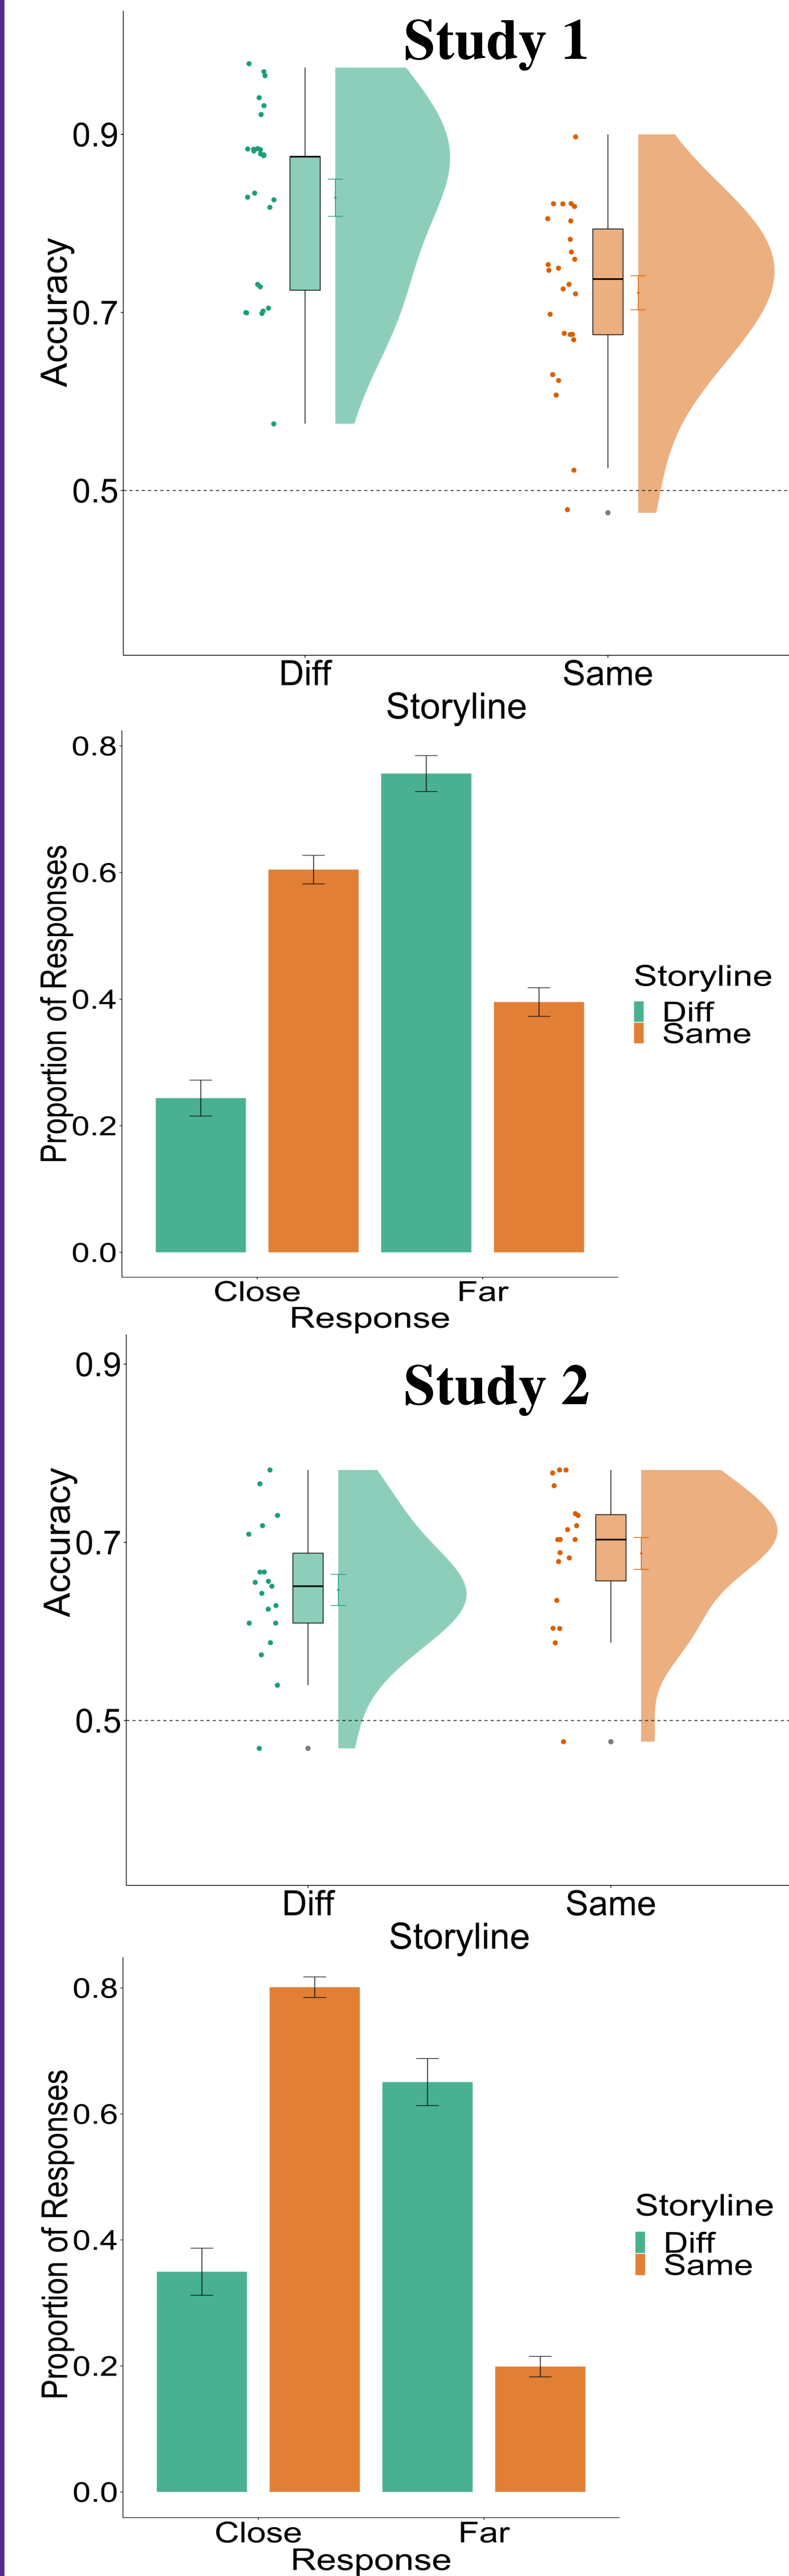 Study 1
0.9
0.7
0.5
Accuracy
Diff
Same
Storyline
0.8
0.6
0.4
0.2
0.0
Proportion of Responses
Storyline
Diff
Same
Close
Far
Response
Study 2
0.9
0.7
0.5
Accuracy
Diff
Same
Storyline
0.8
0.6
0.4
0.2
0.0
Proportion of Responses
Storyline
Diff
Same
Close
Far
Response